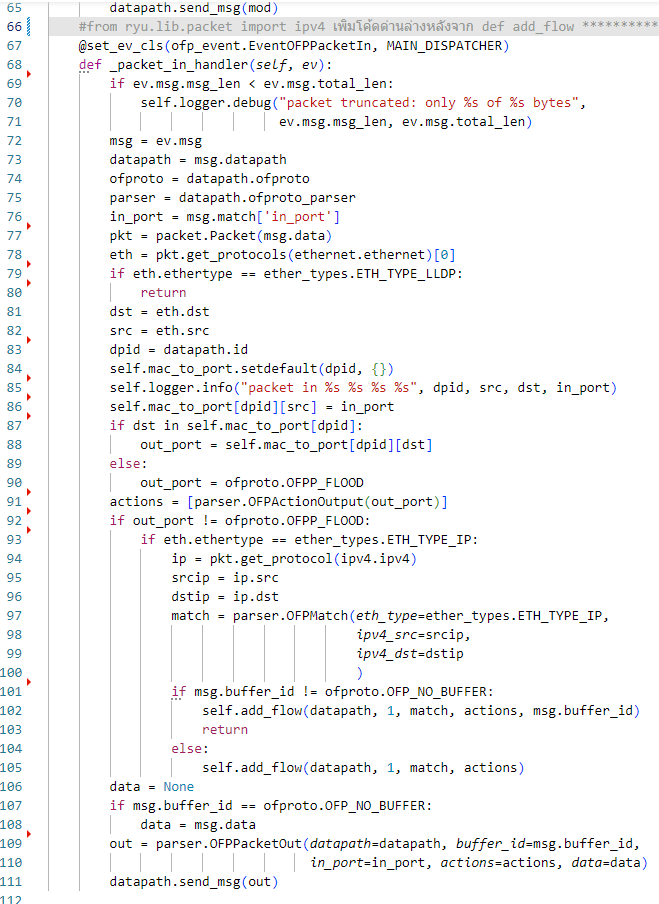 65 datapath.send_msg(mod)
66 #from ryu.lib.packet import ipv4 เพิ่มโค้ดด่านล่างหลังจาก def add_flow **********
67 @set_ev_cls(ofp_event.EventOFPPacketIn, MAIN_DISPATCHER)
68 def _packet_in_handler(self, ev):
69 if ev.msg.msg_len < ev.msg.total_len:
70 self.logger.debug("packet truncated: only %s of %s bytes",
71 ev.msg.msg_len, ev.msg.total_len)
72 msg = ev.msg
73 datapath = msg.datapath
74 ofproto = datapath.ofproto
75 parser = datapath.ofproto_parser
76 in_port = msg.match['in_port']
77 pkt = packet.Packet(msg.data)
78 eth = pkt.get_protocols(ethernet.ethernet)[0]
79 if eth.ethertype == ether_types.ETH_TYPE_LLDP:
80 return
81 dst = eth.dst
82 src = eth.src
83 dpid = datapath.id
84 self.mac_to_port.setdefault(dpid, {})
85 self.logger.info("packet in %s %s %s %s", dpid, src, dst, in_port)
86 self.mac_to_port[dpid][src] = in_port
87 if dst in self.mac_to_port[dpid]:
88 out_port = self.mac_to_port[dpid][dst]
89 else:
90 out_port = ofproto.OFPP_FLOOD
91 actions = [parser.OFPActionOutput(out_port)]
92 if out_port != ofproto.OFPP_FLOOD:
93 if eth.ethertype == ether_types.ETH_TYPE_IP:
94 ip = pkt.get_protocol(ipv4.ipv4)
95 srcip = ip.src
96 dstip = ip.dst
97 match = parser.OFPMatch(eth_type=ether_types.ETH_TYPE_IP,
98 ipv4_src=srcip,
99 ipv4_dst=dstip
100 )
101 if msg.buffer_id != ofproto.OFP_NO_BUFFER:
102 self.add_flow(datapath, 1, match, actions, msg.buffer_id)
103 return
104 else:
105 self.add_flow(datapath, 1, match, actions)
106 data = None
107 if msg.buffer_id == ofproto.OFP_NO_BUFFER:
108 data = msg.data
109 out = parser.OFPPacketOut(datapath=datapath, buffer_id=msg.buffer_id,
110 in_port=in_port, actions=actions, data=data)
111 datapath.send_msg(out)
112